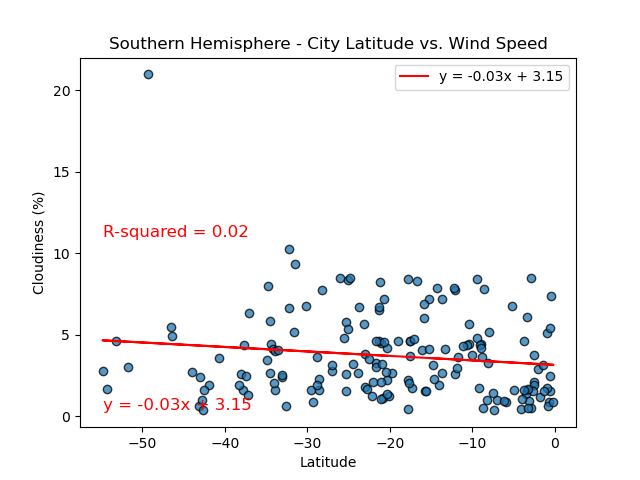 Southern Hemisphere - City Latitude vs. Wind Speed
y = -0.03x + 3.15
20
15
10
5
0
Cloudiness (%)
R-squared = 0.02
y = -0.03x + 3.15
−50
−40
−30
−20
−10
0
Latitude